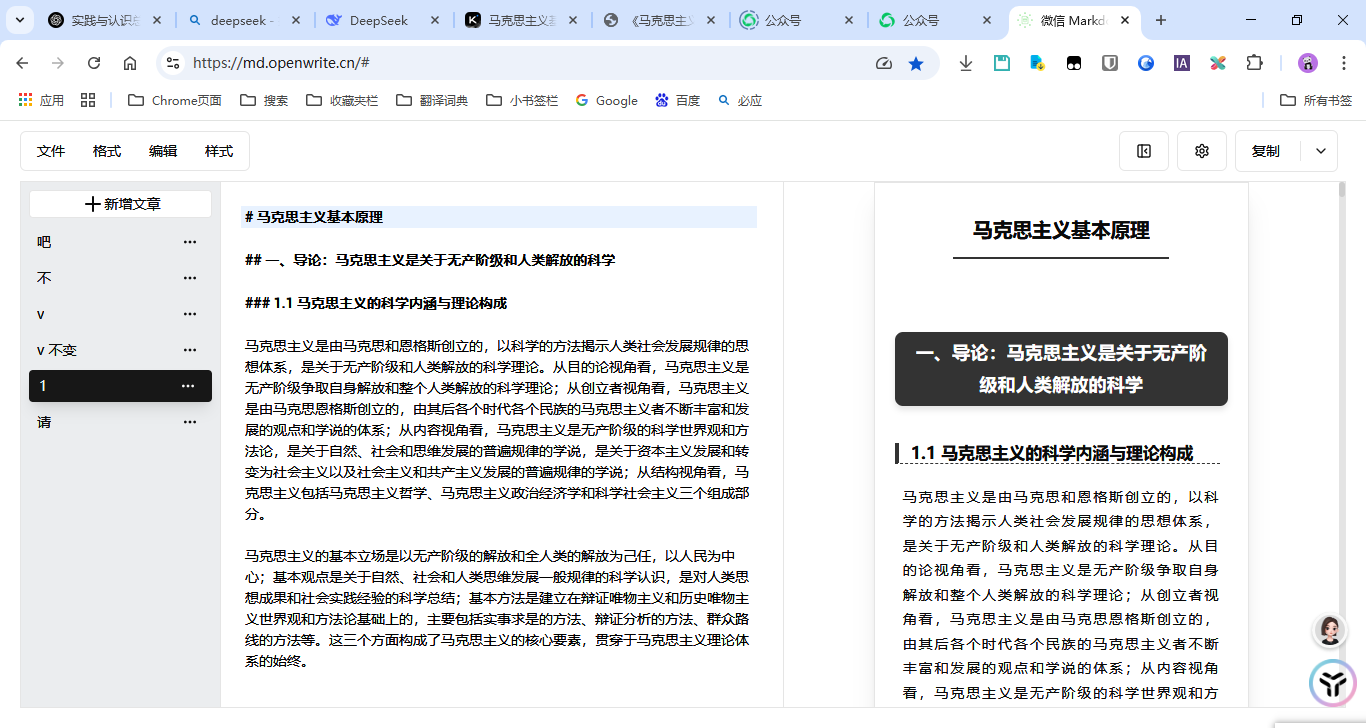 实践与认识总
deepseek -
DeepSeek
马克思主义基
《马克思主义
公众号
公众号
微信 Markdo
https://md.openwrite.cn/#
应用
Chrome页面
搜索
收藏夹栏
翻译词典
小书签栏
Google
百度
必应
所有书签
文件 格式 编辑 样式
复制
新增文章
吧
不
v
v 不变
1
请
# 马克思主义基本原理
## 一、导论：马克思主义是关于无产阶级和人类解放的科学
### 1.1 马克思主义的科学内涵与理论构成
马克思主义是由马克思和恩格斯创立的，以科学的方法揭示人类社会发展规律的思
想体系，是关于无产阶级和人类解放的科学理论。从目的论视角看，马克思主义是
无产阶级争取自身解放和整个人类解放的科学理论；从创立者视角看，马克思主义
是由马克思恩格斯创立的，由其后各个时代各个民族的马克思主义者不断丰富和发
展的观点和学说的体系；从内容视角看，马克思主义是无产阶级的科学世界观和方
法论，是关于自然、社会和思维发展的普遍规律的学说，是关于资本主义发展和转
变为社会主义以及社会主义和共产主义发展的普遍规律的学说；从结构视角看，马
克思主义包括马克思主义哲学、马克思主义政治经济学和科学社会主义三个组成部
分。
马克思主义的基本立场是以无产阶级的解放和全人类的解放为己任，以人民为中
心；基本观点是关于自然、社会和人类思维发展一般规律的科学认识，是对人类思
想成果和社会实践经验的科学总结；基本方法是建立在辩证唯物主义和历史唯物主
义世界观和方法论基础上的，主要包括实事求是的方法、辩证分析的方法、群众路
线的方法等。这三个方面构成了马克思主义的核心要素，贯穿于马克思主义理论体
系的始终。
马克思主义基本原理
一、导论：马克思主义是关于无产阶
级和人类解放的科学
1.1 马克思主义的科学内涵与理论构成
马克思主义是由马克思和恩格斯创立的，以科
学的方法揭示人类社会发展规律的思想体系，
是关于无产阶级和人类解放的科学理论。从目
的论视角看，马克思主义是无产阶级争取自身
解放和整个人类解放的科学理论；从创立者视
角看，马克思主义是由马克思恩格斯创立的，
由其后各个时代各个民族的马克思主义者不断
丰富和发展的观点和学说的体系；从内容视角
看，马克思主义是无产阶级的科学世界观和方